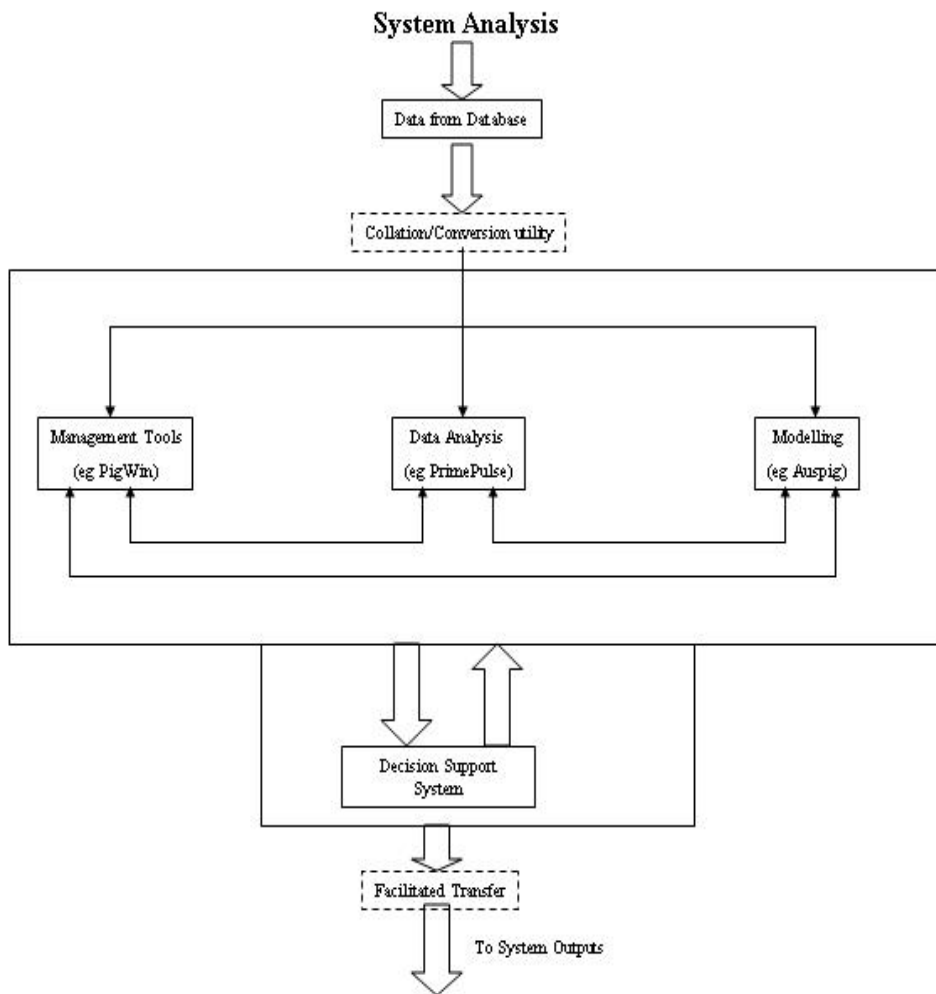 System Analysis
Data from Database
Collation/Conversion utility
Management Tools
(eg PigWin)
Data Analysis
(eg PrimePulse)
Modelling
(eg Auspig)
Decision Support
System
Facilitated Transfer
To System Outputs